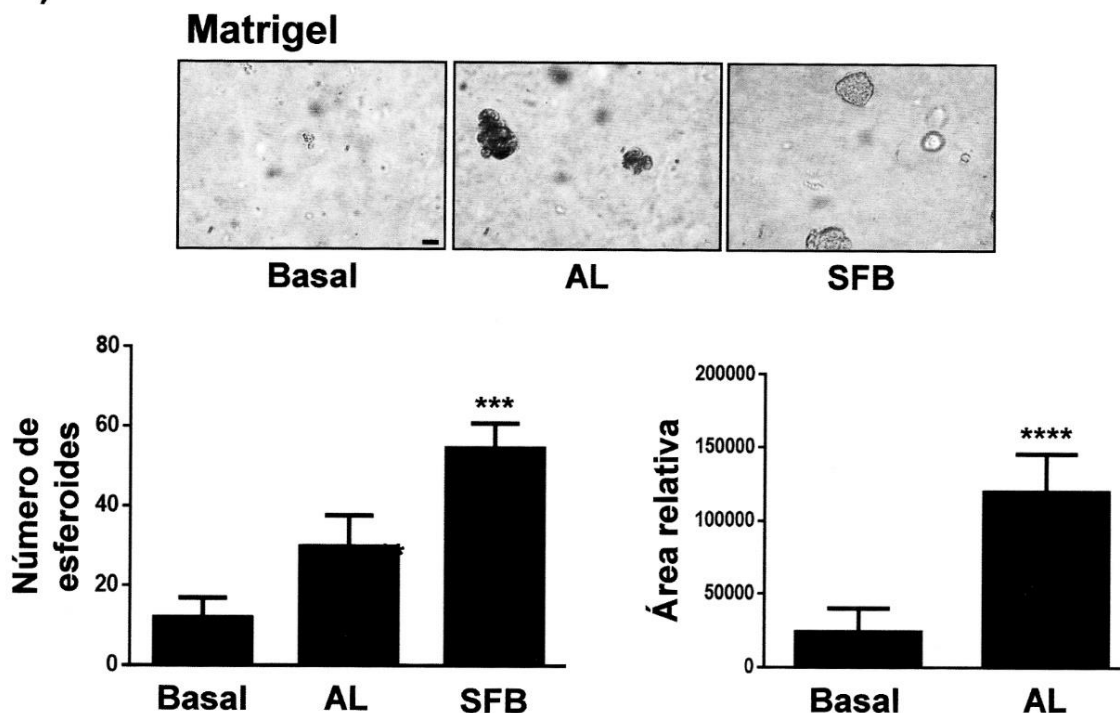 Matrigel
Basal
AL
SFB
Número de
esferoides
80
60
40
20
0
***
**
Basal
AL
SFB
Área relativa
200000
150000
100000
50000
0
****
Basal
AL